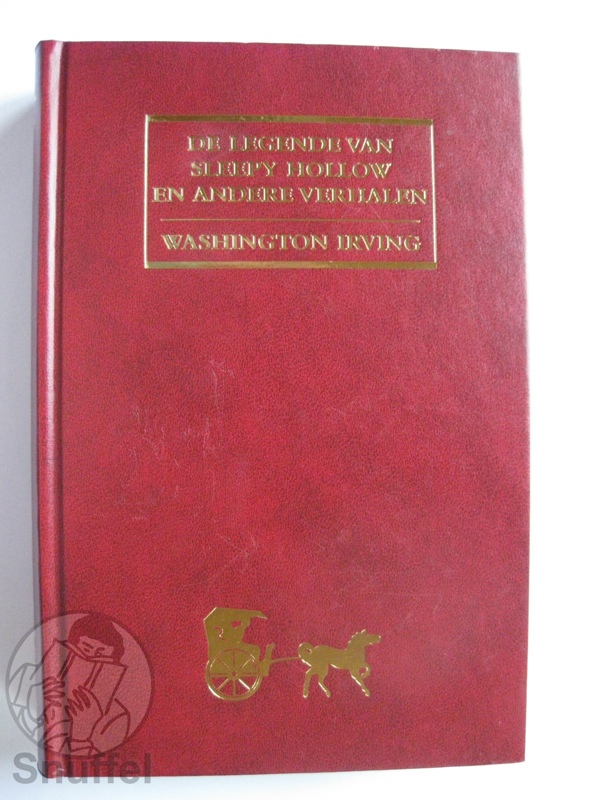 DE LEGENDE VAN
SLEEPY HOLLOW
EN ANDERE VERHALEN
WASHINGTON IRVING
Snuffel